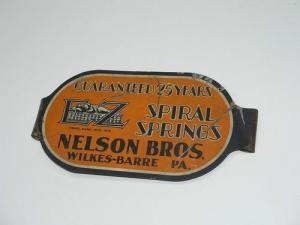 GUARANTEED 25 YEARS
E-Z
SPIRAL
SPRINGS
NELSON BROS.
WILKES-BARRE PA.